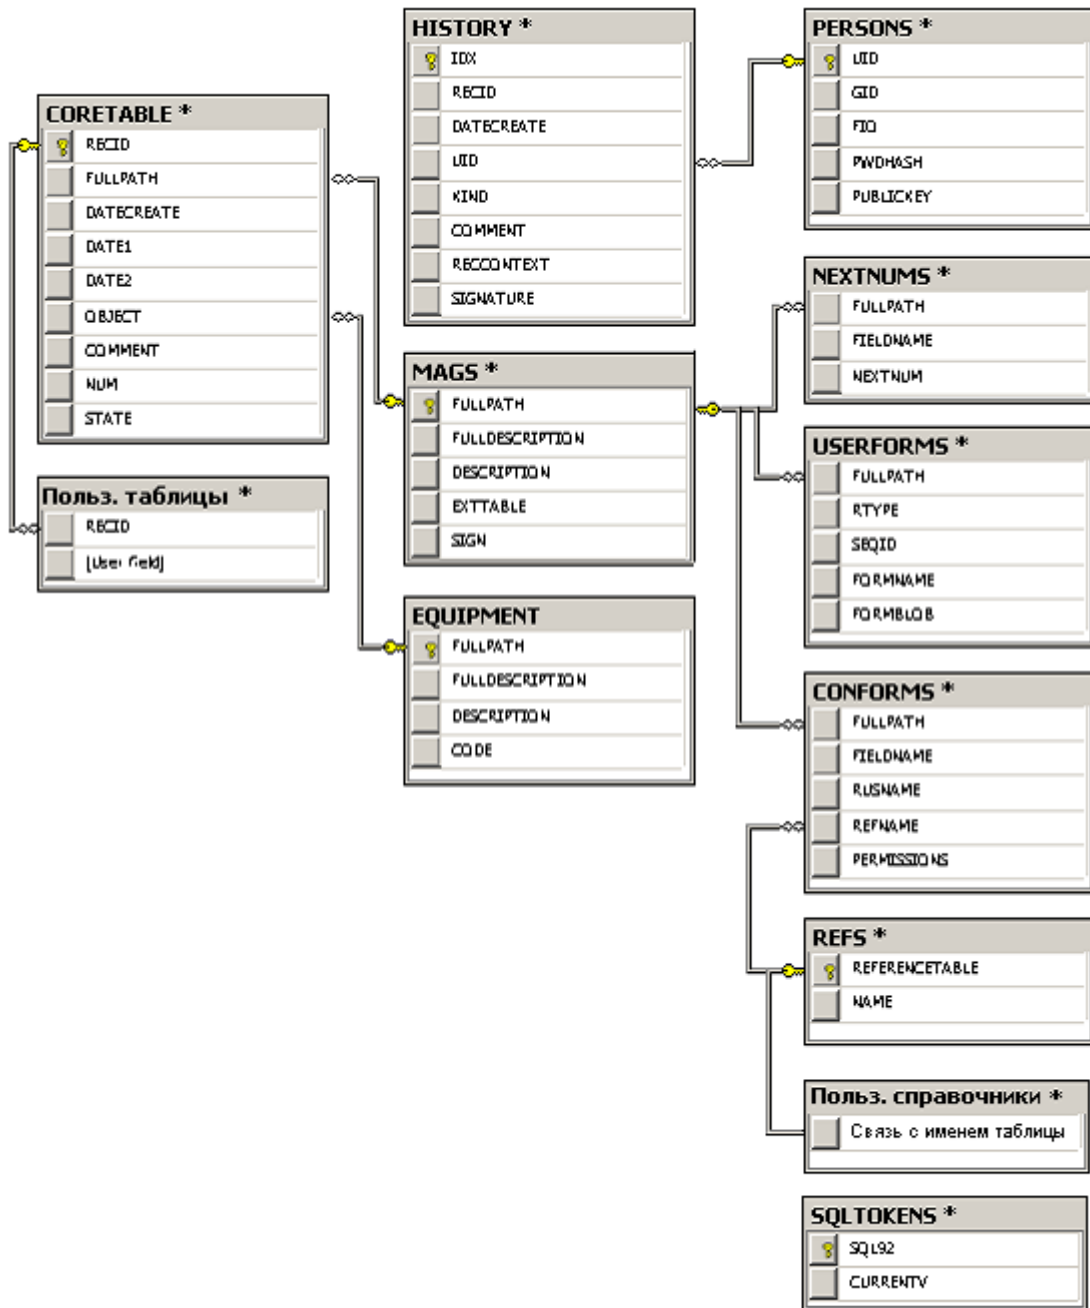 CORETABLE *
RECID
FULLPATH
DATECREATE
DATE1
DATE2
OBJECT
COMMENT
NUM
STATE
Польз. таблицы *
RECID
[User field]
HISTORY *
IDX
RECID
DATECREATE
UID
KIND
COMMENT
RECCONTEXT
SIGNATURE
MAGS *
FULLPATH
FULLDESCRIPTION
DESCRIPTION
EXTTABLE
SIGN
EQUIPMENT
FULLPATH
FULLDESCRIPTION
DESCRIPTION
CODE
PERSONS *
UID
GID
FIO
PWDHASH
PUBLICKEY
NEXTNUMS *
FULLPATH
FIELDNAME
NEXTNUM
USERFORMS *
FULLPATH
RTYPE
SEQID
FORMNAME
FORMBLOB
CONFORMS *
FULLPATH
FIELDNAME
RUSNAME
REFNAME
PERMISSIONS
REFS *
REFERENCETABLE
NAME
Польз. справочники *
Связь с именем таблицы
SQLTOKENS *
SQL92
CURRENTV